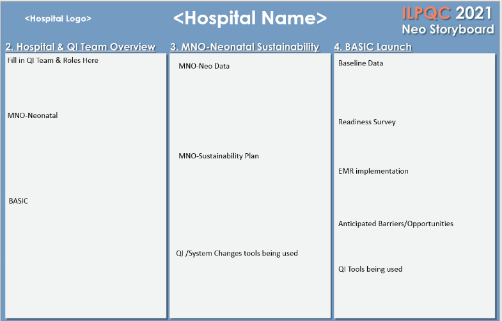 <Hospital Logo>
<Hospital Name>
ILPQC 2021
Neo Storyboard
2. Hospital & QI Team Overview
Fill in QI Team & Roles Here
MNO-Neonatal
BASIC
3. MNO-Neonatal Sustainability
MNO-Neo Data
MNO-Sustainability Plan
QI /System Changes tools being used
4. BASIC Launch
Baseline Data
Readiness Survey
EMR implementation
Anticipated Barriers/Opportunities
QI Tools being used